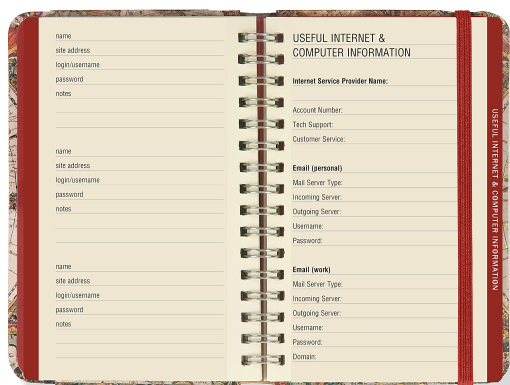 name
site address
login/username
password
notes
name
site address
login/username
password
notes
name
site address
login/username
password
notes
USEFUL INTERNET &
COMPUTER INFORMATION
Internet Service Provider Name:
Account Number:
Tech Support:
Customer Service:
Email (personal)
Mail Server Type:
Incoming Server:
Outgoing Server:
Username:
Password:
Email (work)
Mail Server Type:
Incoming Server:
Outgoing Server:
Username:
Password:
Domain:
USEFUL INTERNET & COMPUTER INFORMATION